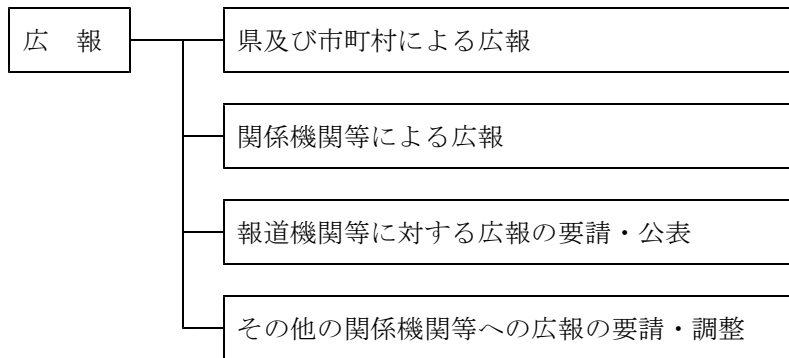 広　報
県及び市町村による広報
関係機関等による広報
報道機関等に対する広報の要請・公表
その他の関係機関等への広報の要請・調整